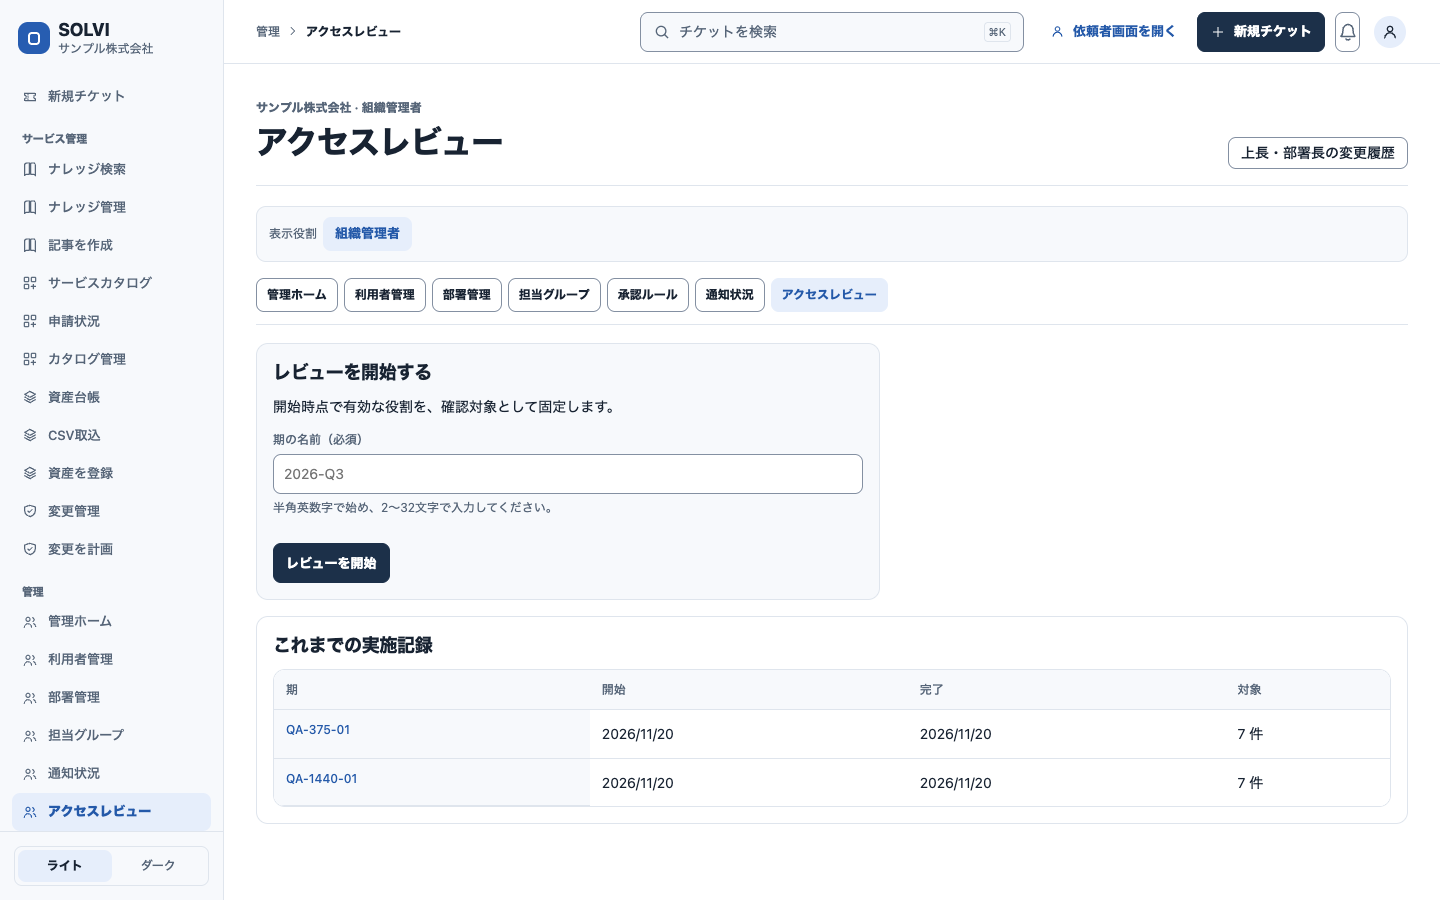 SOLVI
サンプル株式会社
新規チケット
サービス管理
ナレッジ検索
ナレッジ管理
記事を作成
サービスカタログ
申請状況
カタログ管理
資産台帳
CSV取込
資産を登録
変更管理
変更を計画
管理
管理ホーム
利用者管理
部署管理
担当グループ
通知状況
アクセスレビュー
ライト ダーク
管理 アクセスレビュー
チケットを検索 ⌘K
依頼者画面を開く
新規チケット
サンプル株式会社 · 組織管理者
アクセスレビュー
上長・部署長の変更履歴
表示役割 組織管理者
管理ホーム 利用者管理 部署管理 担当グループ 承認ルール 通知状況 アクセスレビュー
レビューを開始する
開始時点で有効な役割を、確認対象として固定します。
期の名前（必須）
2026-Q3
半角英数字で始め、2〜32文字で入力してください。
レビューを開始
これまでの実施記録
期 開始 完了 対象
QA-375-01 2026/11/20 2026/11/20 7 件
QA-1440-01 2026/11/20 2026/11/20 7 件